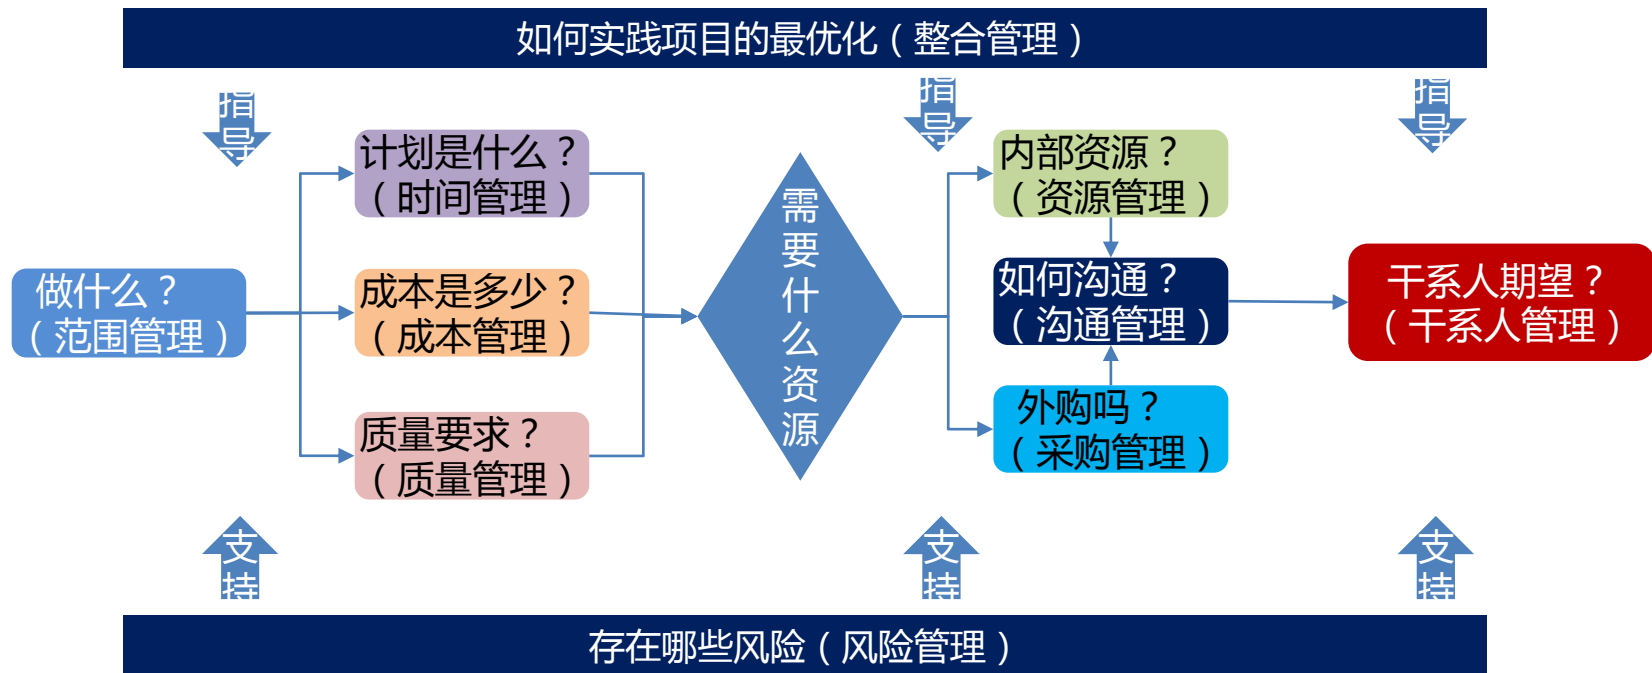 如何实践项目的最优化（整合管理）
指
导
指
导
指
导
计划是什么？
（时间管理）
内部资源？
（资源管理）
需
要
什
么
资
源
做什么？
（范围管理）
成本是多少？
（成本管理）
如何沟通？
（沟通管理）
干系人期望？
（干系人管理）
质量要求？
（质量管理）
外购吗？
（采购管理）
支
持
支
持
支
持
存在哪些风险（风险管理）